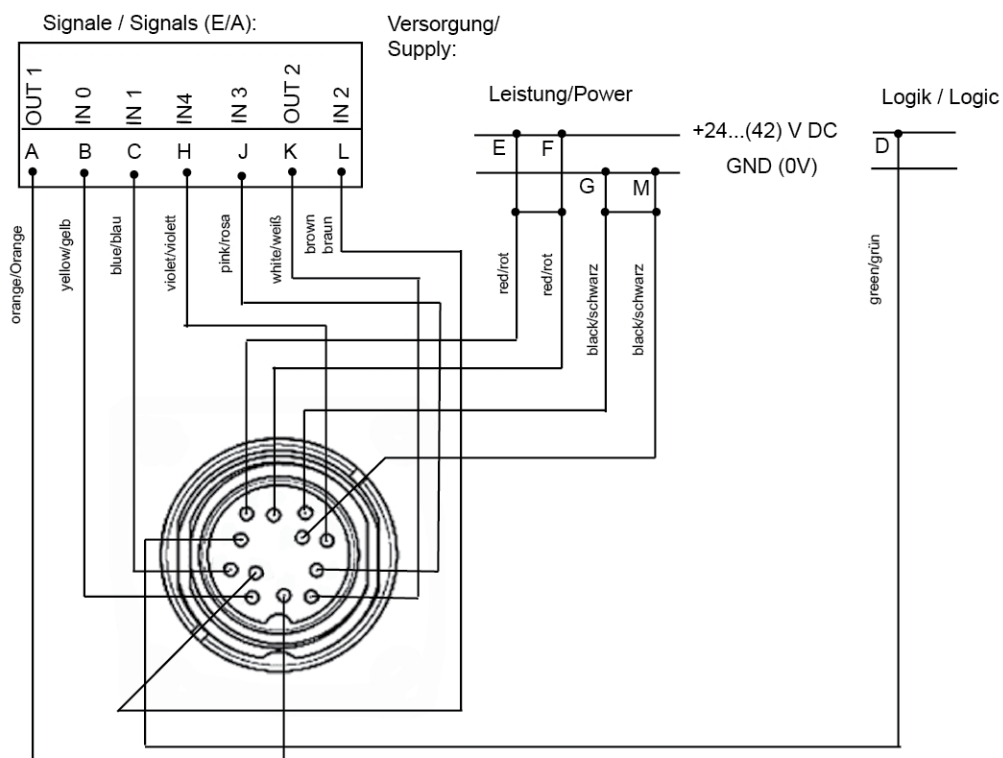 Signale / Signals (E/A):
Versorgung/
Supply:
OUT 1
IN 0
IN 1
IN4
IN 3
OUT 2
IN 2
A
B
C
H
J
K
L
Leistung/Power
Logik / Logic
+24...(42) V DC
GND (0V)
E
F
G
M
D
orange/Orange
yellow/gelb
blue/blau
violet/violett
pink/rosa
white/weiß
brown
braun
red/rot
red/rot
black/schwarz
black/schwarz
green/grün